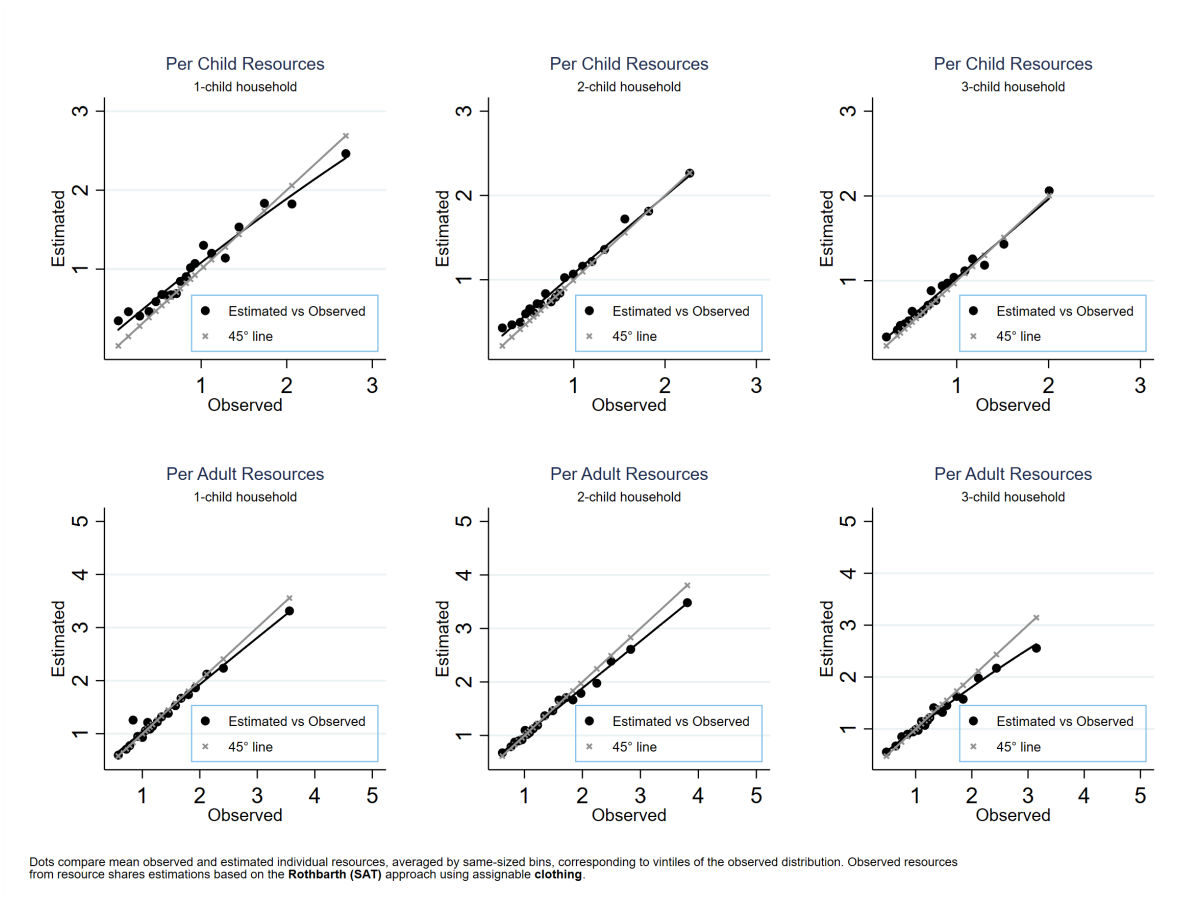 Per Child Resources
1-child household
3
2
1
Estimated
1
2
3
Observed
Estimated vs Observed
45° line
Per Child Resources
2-child household
3
2
1
Estimated
1
2
3
Observed
Estimated vs Observed
45° line
Per Child Resources
3-child household
3
2
1
Estimated
1
2
3
Observed
Estimated vs Observed
45° line
Per Adult Resources
1-child household
5
4
3
2
1
Estimated
1
2
3
4
5
Observed
Estimated vs Observed
45° line
Per Adult Resources
2-child household
5
4
3
2
1
Estimated
1
2
3
4
5
Observed
Estimated vs Observed
45° line
Per Adult Resources
3-child household
5
4
3
2
1
Estimated
1
2
3
4
5
Observed
Estimated vs Observed
45° line
Dots compare mean observed and estimated individual resources, averaged by same-sized bins, corresponding to vintiles of the observed distribution. Observed resources
from resource shares estimations based on the Rothbarth (SAT) approach using assignable clothing.